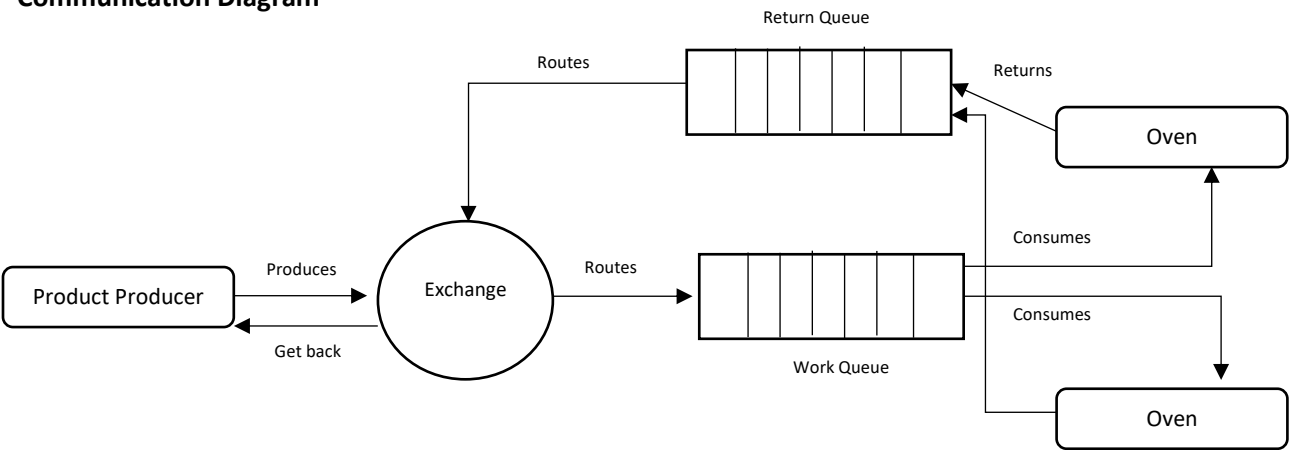 Communication Diagram
Return Queue
Routes
Returns
Oven
Consumes
Produces
Routes
Exchange
Product Producer
Consumes
Get back
Work Queue
Oven